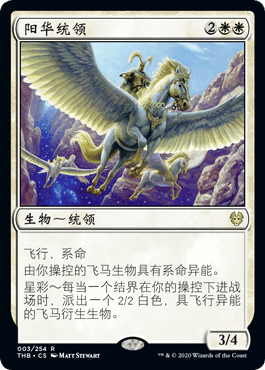 阳华统领 2
生物～统领
飞行，系命
由你操控的飞马生物具有系命异能。
星彩～每当一个结界在你的操控下进战
场时，派出一个 2/2 白色，具飞行异能
的飞马衍生生物。
3/4
003/254 R
THB • CS MATT STEWART
™ & © 2020 Wizards of the Coast